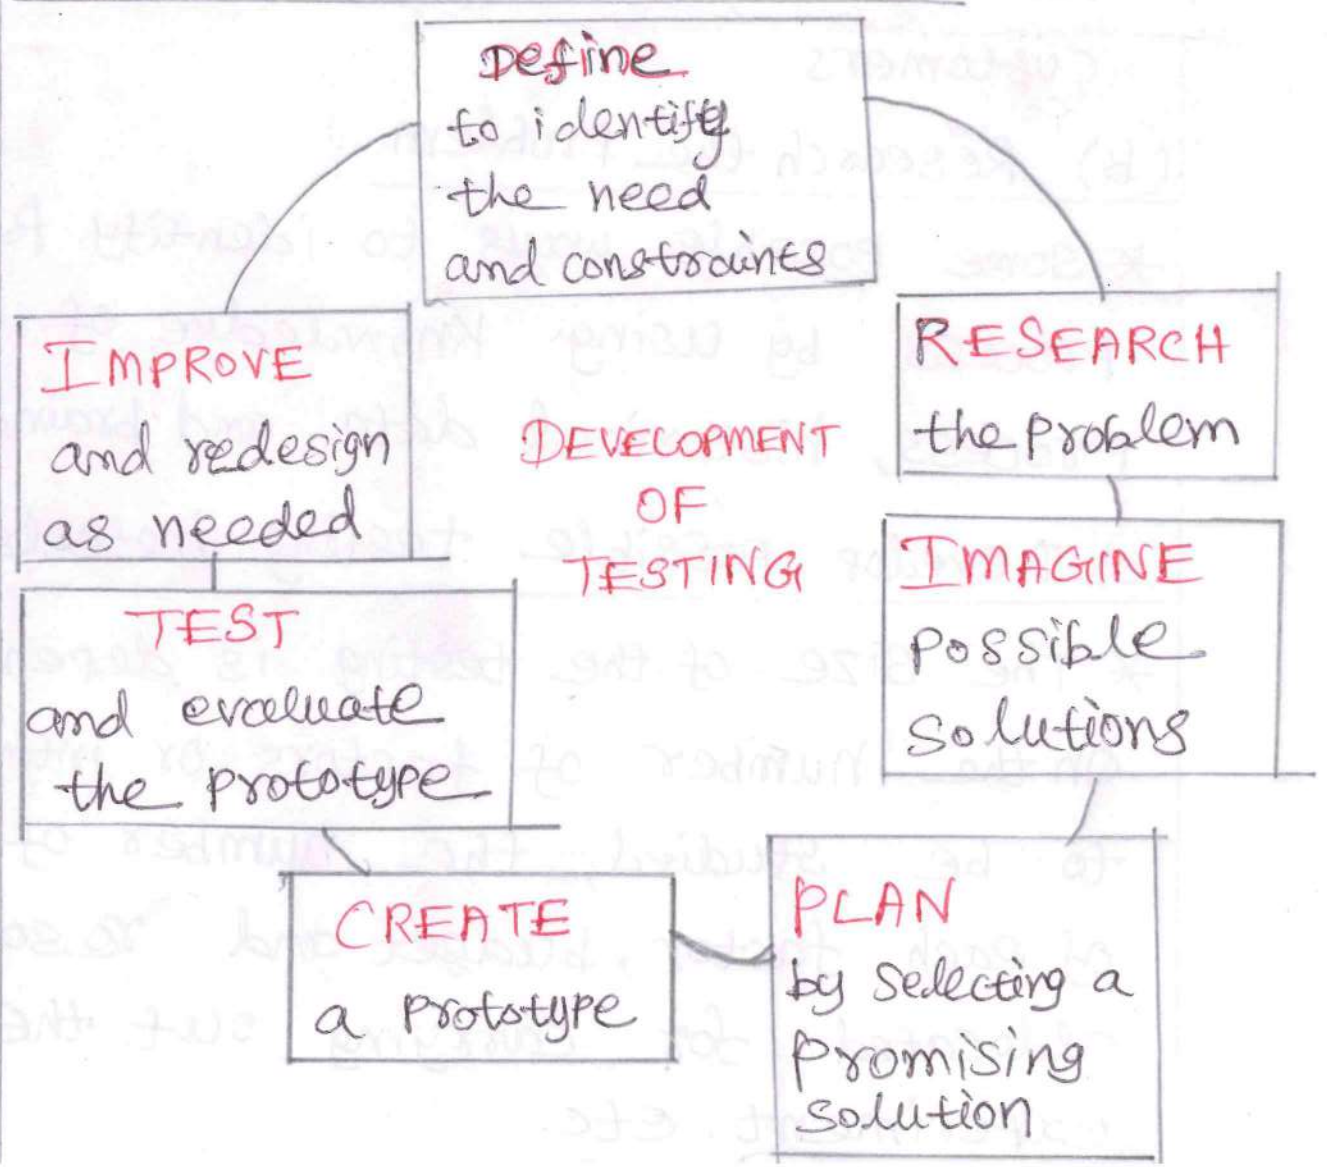 Define
to identify
the need
and constraints
RESEARCH
the problem
IMAGINE
possible
solutions
PLAN
by selecting a
promising
solution
CREATE
a prototype
TEST
and evaluate
the prototype
IMPROVE
and redesign
as needed
DEVELOPMENT
OF
TESTING